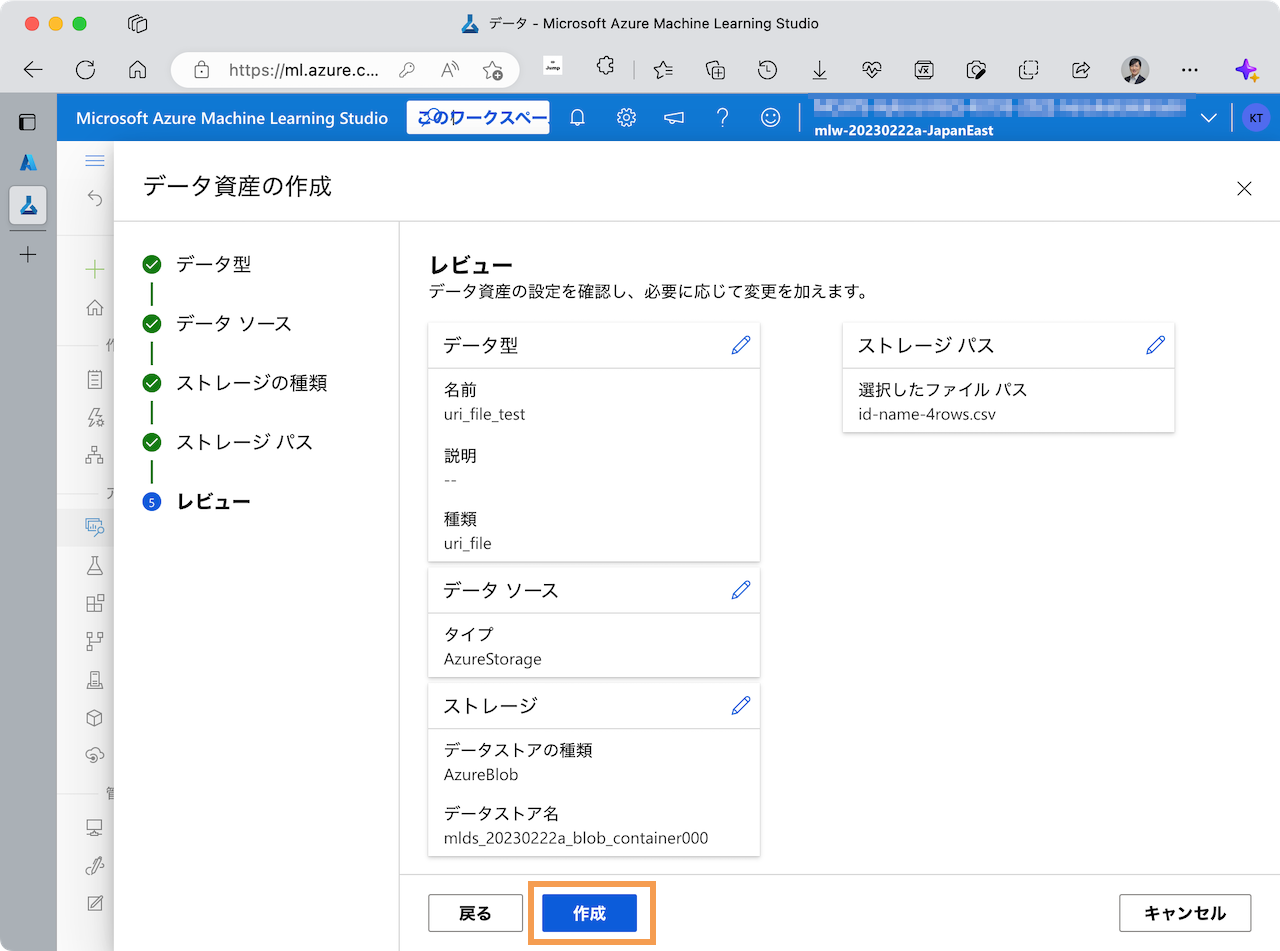 データ - Microsoft Azure Machine Learning Studio
https://ml.azure.c...
Jump
Microsoft Azure Machine Learning Studio
このワークスペー
mlw-20230222a-JapanEast
KT
データ資産の作成
データ型
データ ソース
ストレージの種類
ストレージ パス
5 レビュー
レビュー
データ資産の設定を確認し、必要に応じて変更を加えます。
データ型
名前
uri_file_test
説明
--
種類
uri_file
データ ソース
タイプ
AzureStorage
ストレージ
データストアの種類
AzureBlob
データストア名
mlds_20230222a_blob_container000
ストレージ パス
選択したファイル パス
id-name-4rows.csv
戻る
作成
キャンセル